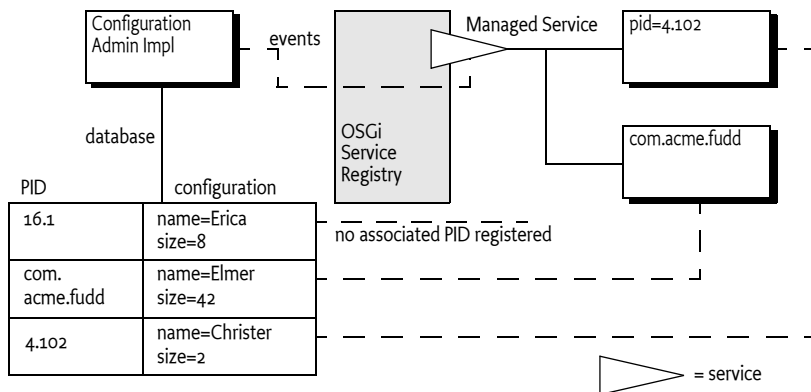 Configuration
Admin Impl
events
Managed Service
pid=4.102
database
OSGi
Service
Registry
com.acme.fudd
PID
configuration
16.1
name=Erica
size=8
no associated PID registered
com.
acme.fudd
name=Elmer
size=42
4.102
name=Christer
size=2
= service